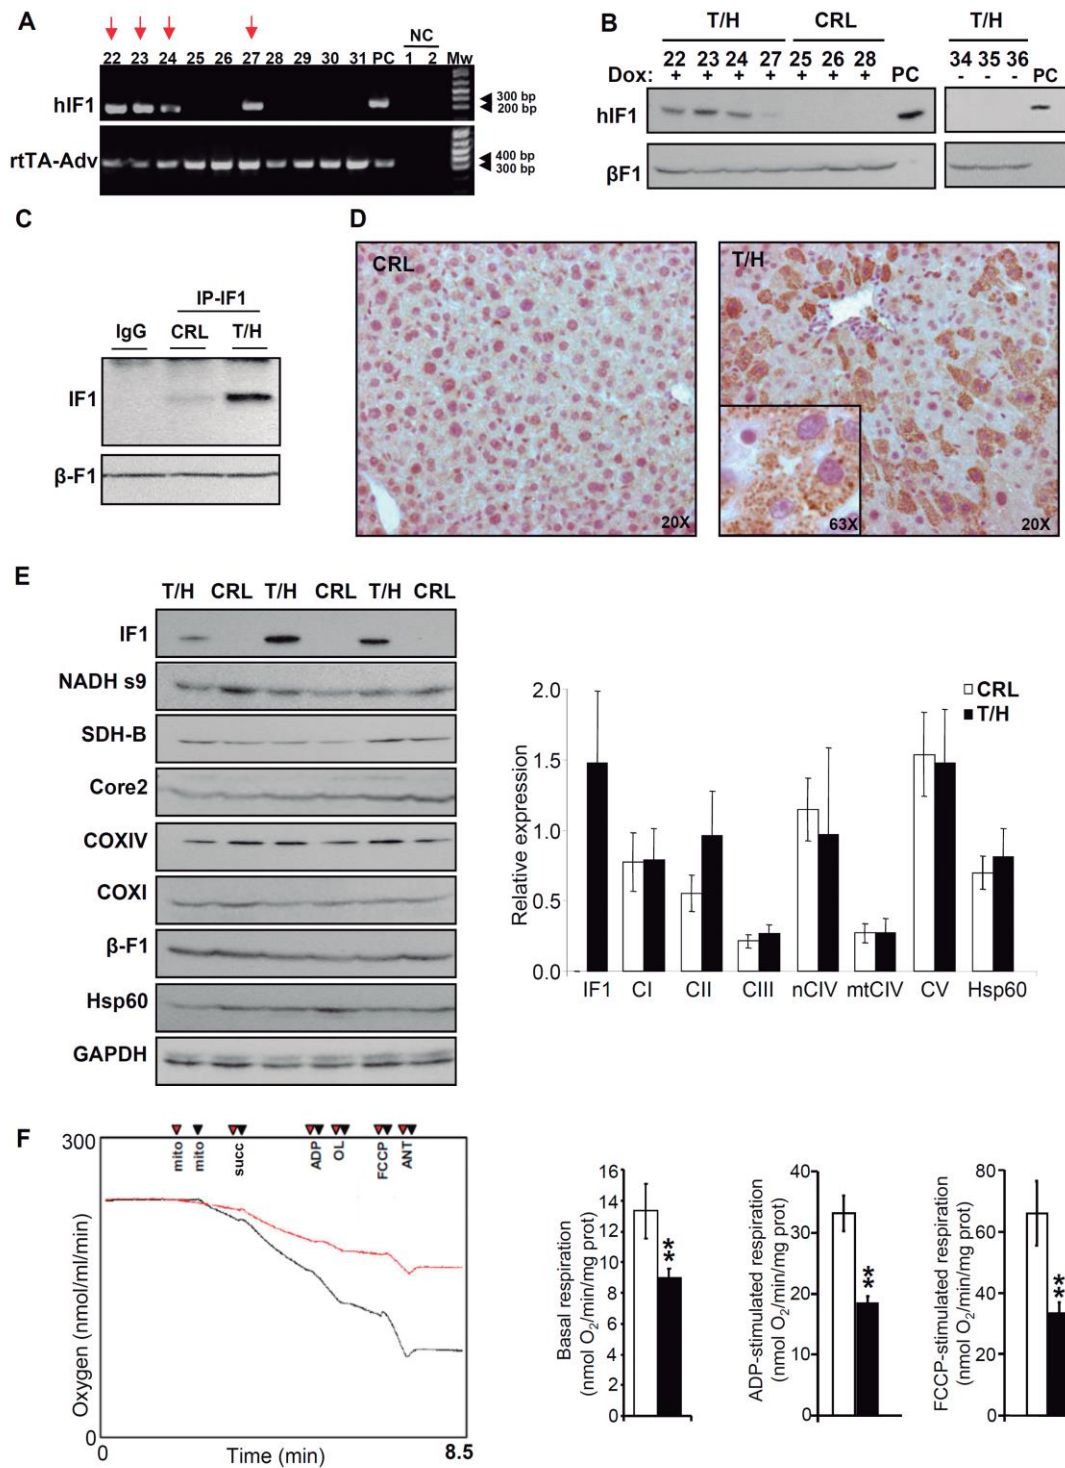 A
NC
22 23 24 25 26 27 28 29 30 31 PC 1 2 Mw
hIF1
300 bp
200 bp
rtTA-Adv
400 bp
300 bp
B
T/H CRL T/H
22 23 24 27 25 26 28 PC 34 35 36 PC
Dox: + + + + + + + - - -
hIF1
βF1
C
IP-IF1
IgG CRL T/H
IF1
β-F1
D
CRL
20X
T/H
63X
20X
E
T/H CRL T/H CRL T/H CRL
IF1
NADH s9
SDH-B
Core2
COXIV
COXI
β-F1
Hsp60
GAPDH
Relative expression
2.0
1.5
1.0
0.5
0.0
CRL
T/H
IF1 CI CII CIII nCIV mtCIV CV Hsp60
F
Oxygen (nmol/ml/min)
300
0
mito mito succ ADP OL FCCP ANT
0 8.5
Time (min)
Basal respiration
(nmol O₂/min/mg prot)
16
14
12
10
8
6
4
2
0
**
ADP-stimulated respiration
(nmol O₂/min/mg prot)
40
30
20
10
0
**
FCCP-stimulated respiration
(nmol O₂/min/mg prot)
80
60
40
20
0
**